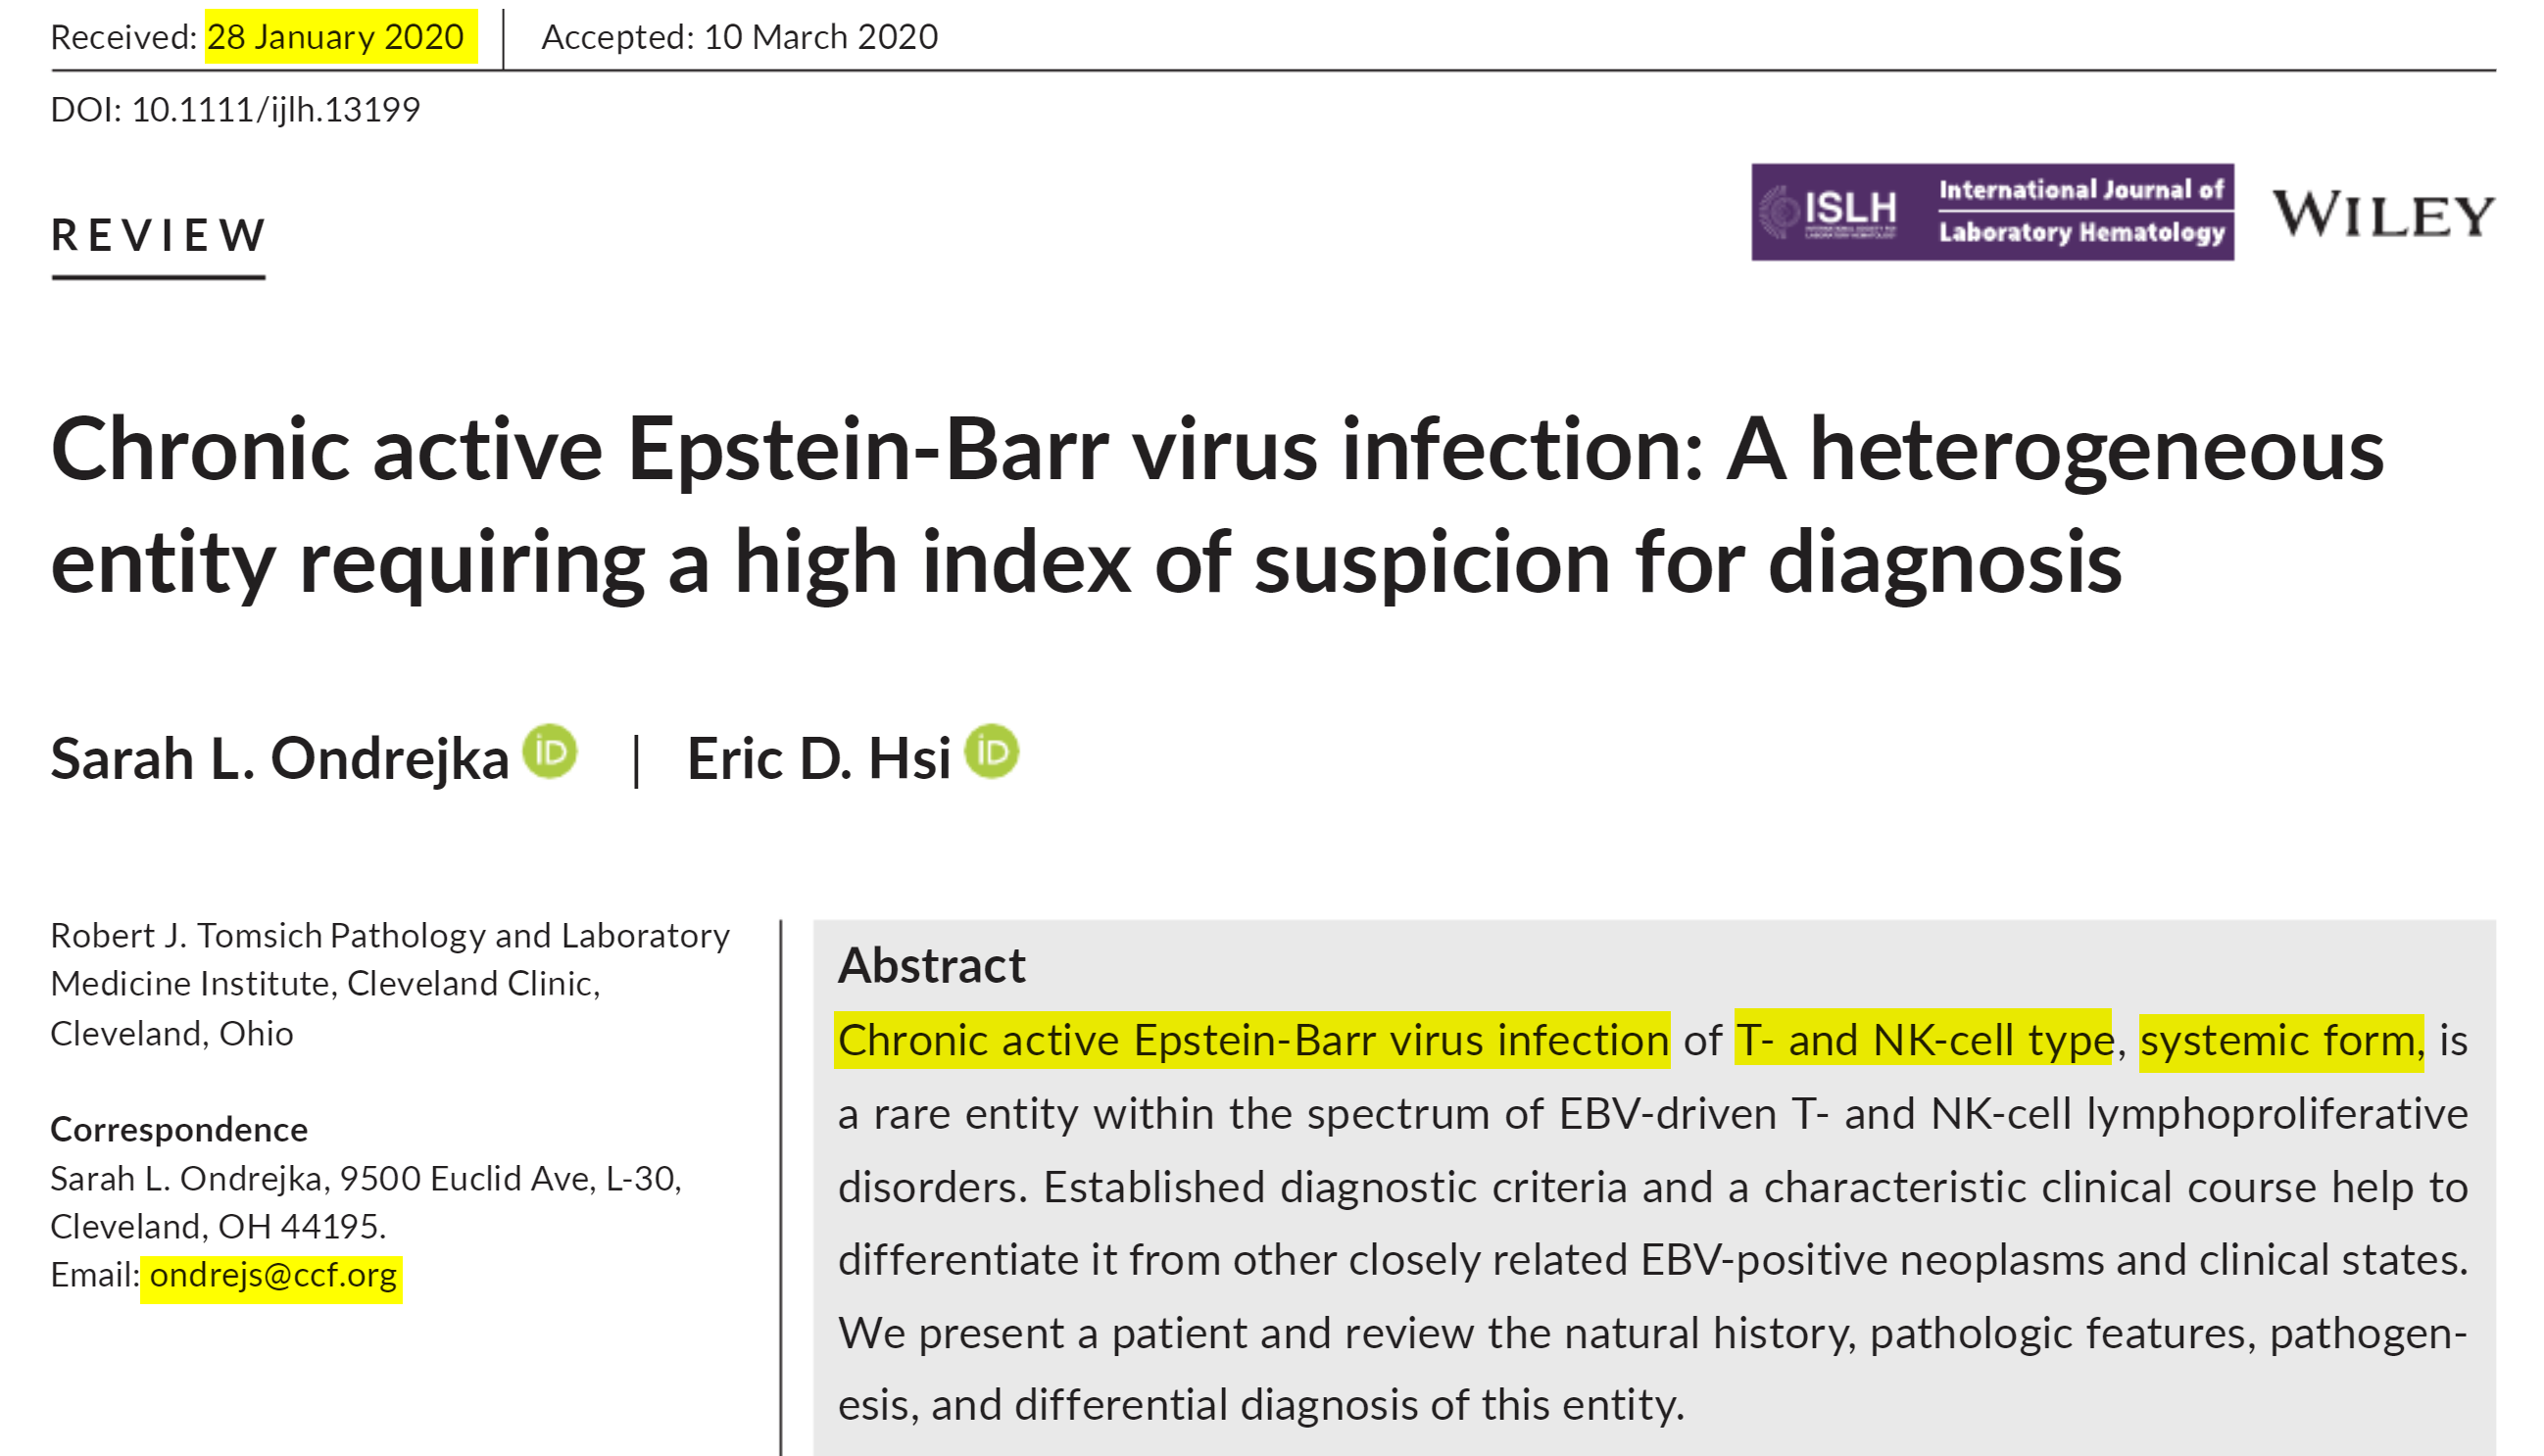 Received: 28 January 2020 | Accepted: 10 March 2020
DOI: 10.1111/ijlh.13199
REVIEW
ISLH
International Journal of
Laboratory Hematology
WILEY
Chronic active Epstein-Barr virus infection: A heterogeneous
entity requiring a high index of suspicion for diagnosis
Sarah L. Ondrejka iD | Eric D. Hsi iD
Robert J. Tomsich Pathology and Laboratory
Medicine Institute, Cleveland Clinic,
Cleveland, Ohio
Correspondence
Sarah L. Ondrejka, 9500 Euclid Ave, L-30,
Cleveland, OH 44195.
Email: ondrejs@ccf.org
Abstract
Chronic active Epstein-Barr virus infection of T- and NK-cell type, systemic form, is
a rare entity within the spectrum of EBV-driven T- and NK-cell lymphoproliferative
disorders. Established diagnostic criteria and a characteristic clinical course help to
differentiate it from other closely related EBV-positive neoplasms and clinical states.
We present a patient and review the natural history, pathologic features, pathogen-
esis, and differential diagnosis of this entity.